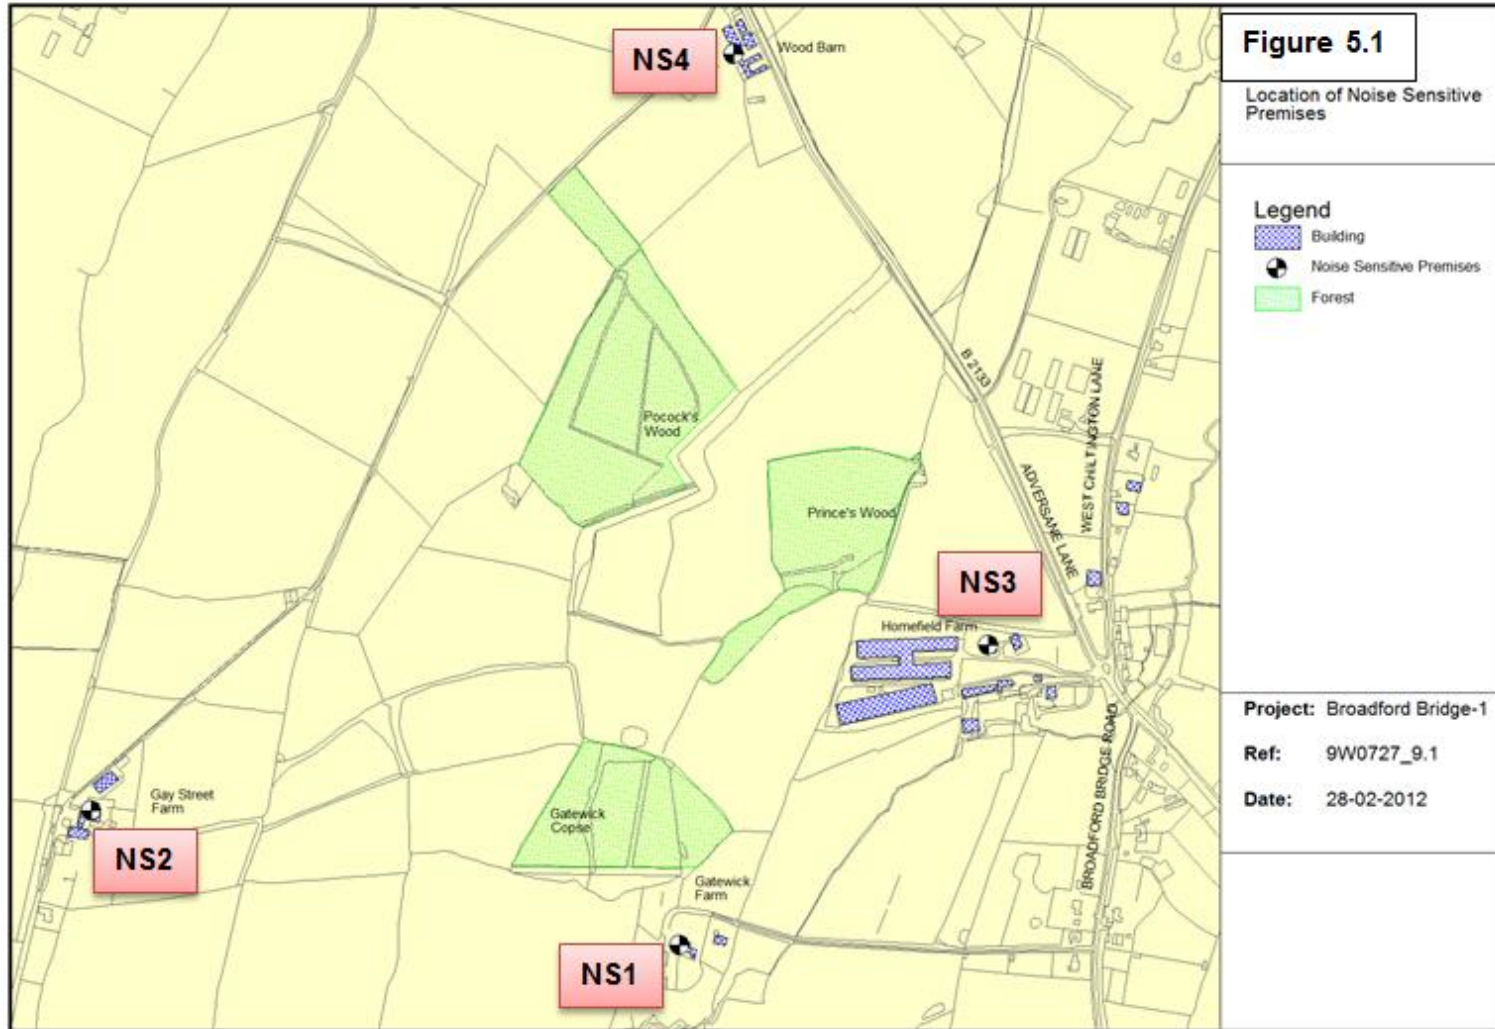 NS4
Wood Barn
B 2133
Pocock's
Wood
WEST CHILTINGTON LANE
Prince's Wood
ADVERSANE LANE
NS3
Homefield Farm
BROADFORD BRIDGE ROAD
Gay Street
Farm
NS2
Gatewick
Copse
Gatewick
Farm
NS1
Figure 5.1
Location of Noise Sensitive
Premises
Legend
Building
Noise Sensitive Premises
Forest
Project: Broadford Bridge-1
Ref: 9W0727_9.1
Date: 28-02-2012